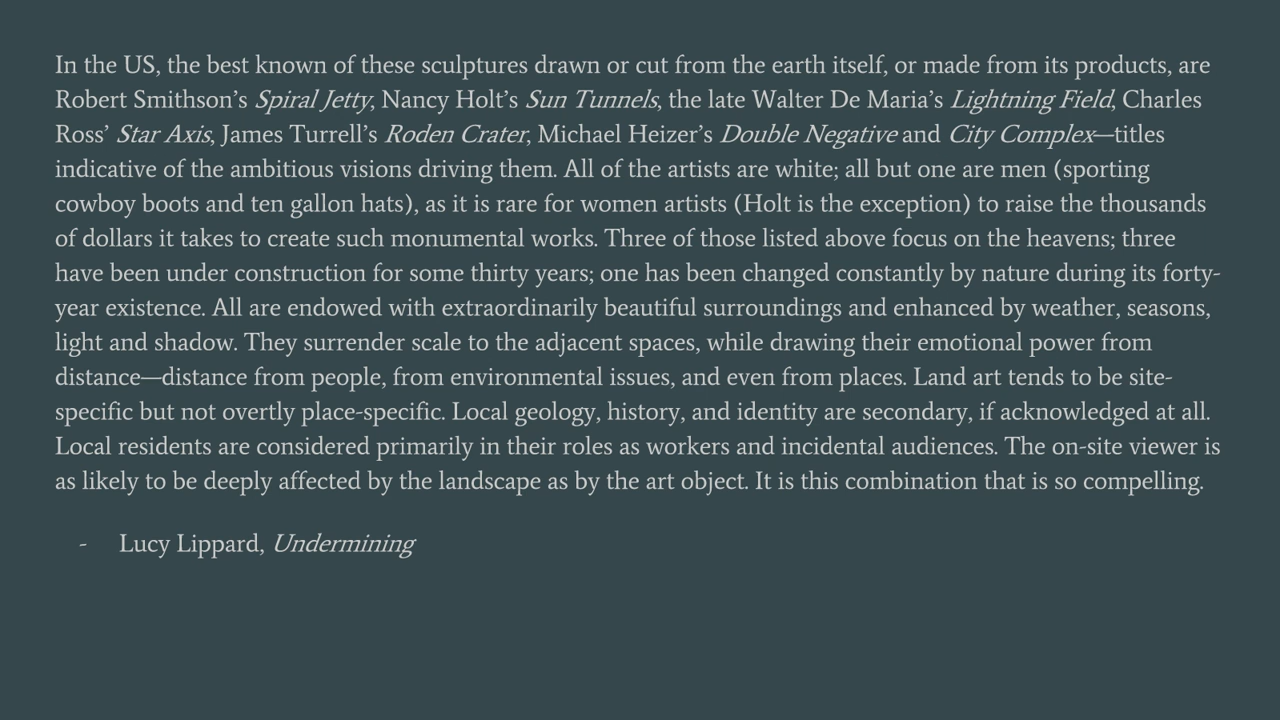 In the US, the best known of these sculptures drawn or cut from the earth itself, or made from its products, are
Robert Smithson’s Spiral Jetty, Nancy Holt’s Sun Tunnels, the late Walter De Maria’s Lightning Field, Charles
Ross’ Star Axis, James Turrell’s Roden Crater, Michael Heizer’s Double Negative and City Complex—titles
indicative of the ambitious visions driving them. All of the artists are white; all but one are men (sporting
cowboy boots and ten gallon hats), as it is rare for women artists (Holt is the exception) to raise the thousands
of dollars it takes to create such monumental works. Three of those listed above focus on the heavens; three
have been under construction for some thirty years; one has been changed constantly by nature during its forty-
year existence. All are endowed with extraordinarily beautiful surroundings and enhanced by weather, seasons,
light and shadow. They surrender scale to the adjacent spaces, while drawing their emotional power from
distance—distance from people, from environmental issues, and even from places. Land art tends to be site-
specific but not overtly place-specific. Local geology, history, and identity are secondary, if acknowledged at all.
Local residents are considered primarily in their roles as workers and incidental audiences. The on-site viewer is
as likely to be deeply affected by the landscape as by the art object. It is this combination that is so compelling.
- Lucy Lippard, Undermining